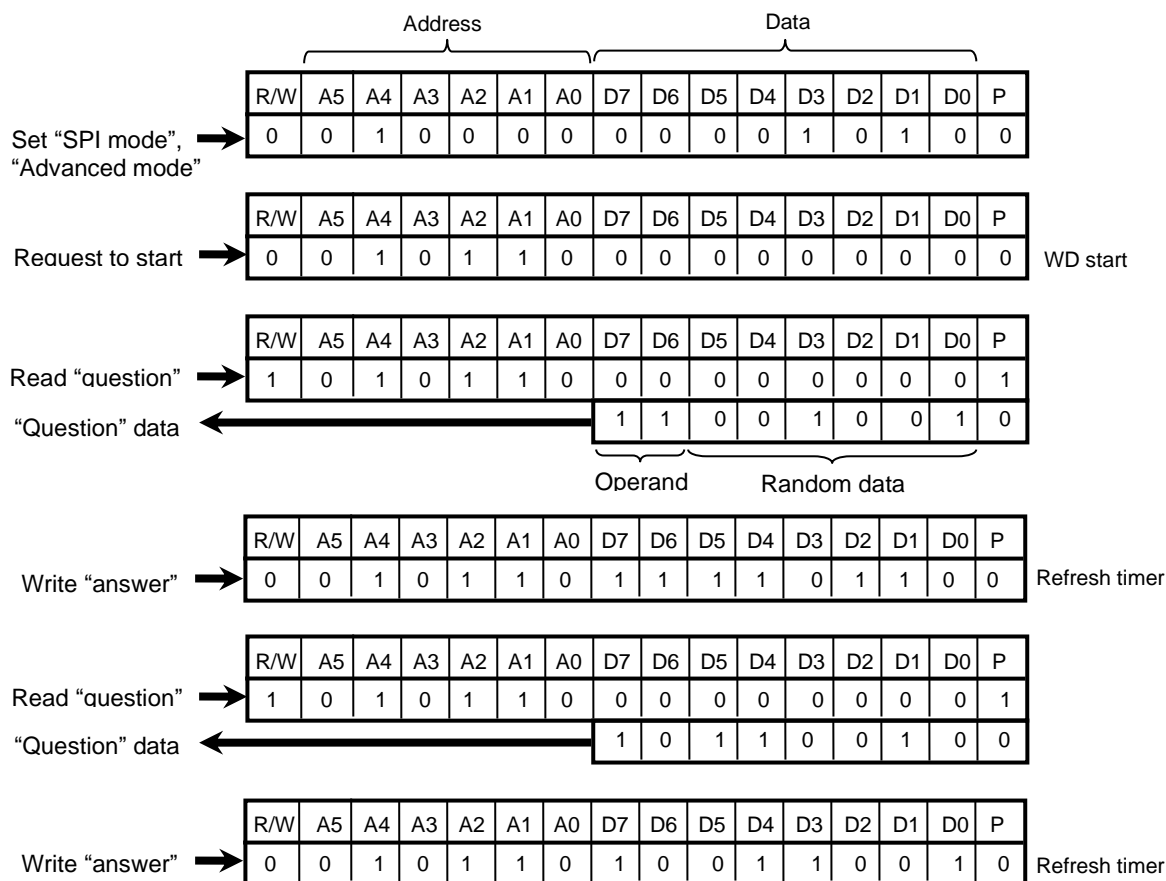 Address Data
R/W A5 A4 A3 A2 A1 A0 D7 D6 D5 D4 D3 D2 D1 D0 P
Set “SPI mode”, 0 0 1 0 0 0 0 0 0 0 0 1 0 1 0 0
“Advanced mode”
R/W A5 A4 A3 A2 A1 A0 D7 D6 D5 D4 D3 D2 D1 D0 P
Request to start 0 0 1 0 1 1 0 0 0 0 0 0 0 0 0 0 WD start
R/W A5 A4 A3 A2 A1 A0 D7 D6 D5 D4 D3 D2 D1 D0 P
Read “question” 1 0 1 0 1 1 0 0 0 0 0 0 0 0 0 1
“Question” data 1 1 0 0 1 0 0 1 0
Operand Random data
R/W A5 A4 A3 A2 A1 A0 D7 D6 D5 D4 D3 D2 D1 D0 P
Write “answer” 0 0 1 0 1 1 0 1 1 1 1 0 1 1 0 0 Refresh timer
R/W A5 A4 A3 A2 A1 A0 D7 D6 D5 D4 D3 D2 D1 D0 P
Read “question” 1 0 1 0 1 1 0 0 0 0 0 0 0 0 0 1
“Question” data 1 0 1 1 0 0 1 0 0
R/W A5 A4 A3 A2 A1 A0 D7 D6 D5 D4 D3 D2 D1 D0 P
Write “answer” 0 0 1 0 1 1 0 1 0 0 1 1 0 0 1 0 Refresh timer